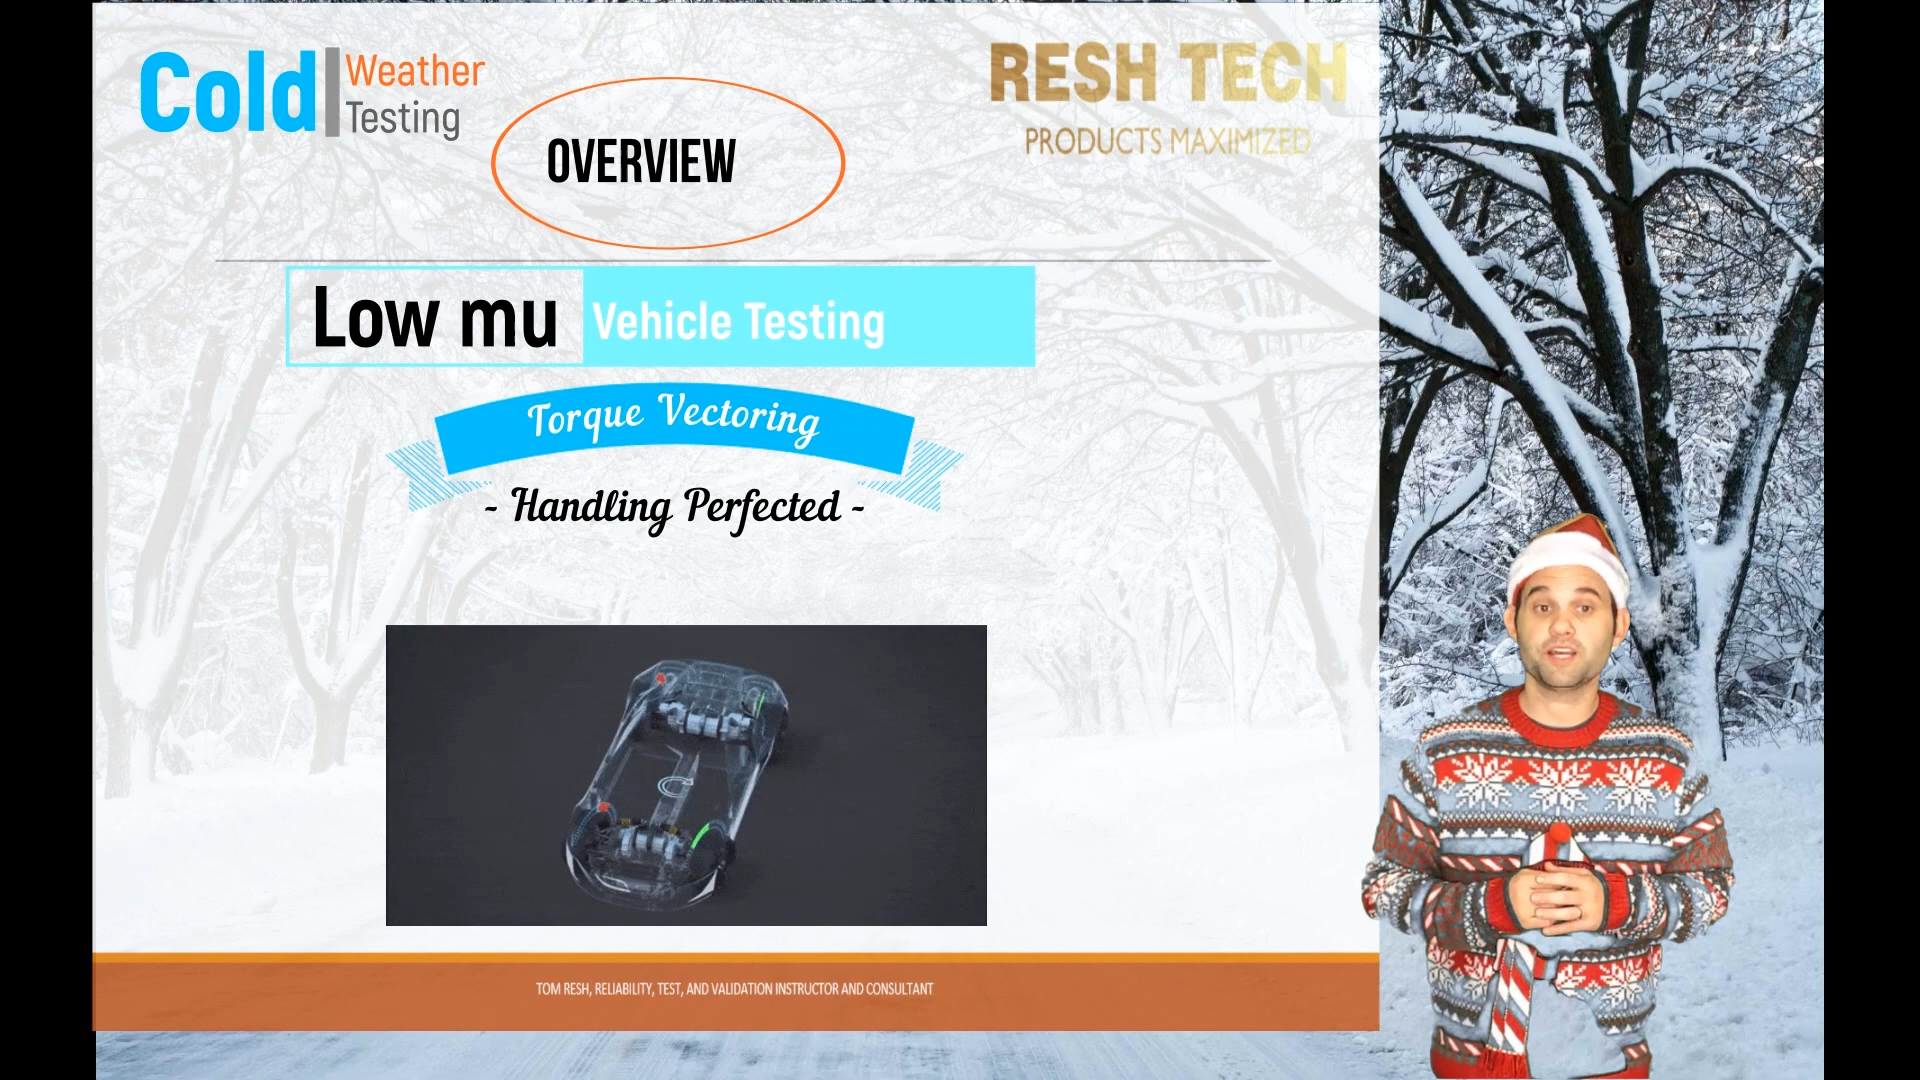 Cold
Weather
Testing
RESH TECH
PRODUCTS MAXIMIZED
OVERVIEW
Low mu Vehicle Testing
Torque Vectoring
- Handling Perfected -
TOM RESH, RELIABILITY, TEST, AND VALIDATION INSTRUCTOR AND CONSULTANT